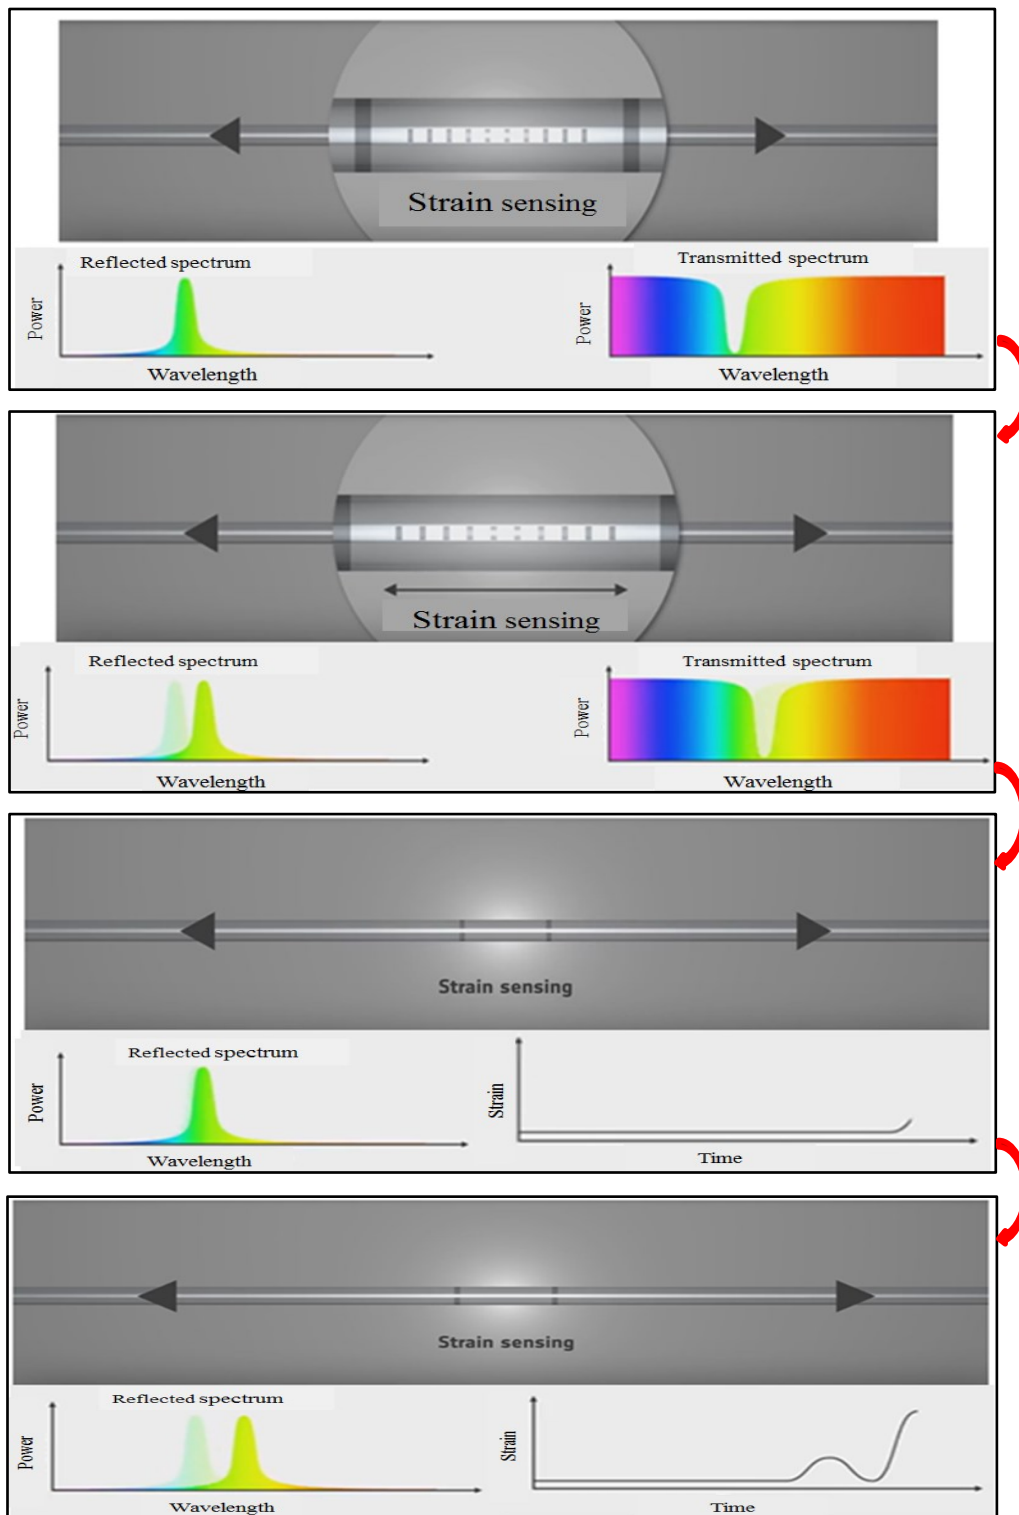 Strain sensing
Reflected spectrum
Power
Wavelength
Transmitted spectrum
Power
Wavelength
Strain sensing
Reflected spectrum
Power
Wavelength
Transmitted spectrum
Power
Wavelength
Strain sensing
Reflected spectrum
Power
Wavelength
Strain
Time
Strain sensing
Reflected spectrum
Power
Wavelength
Strain
Time